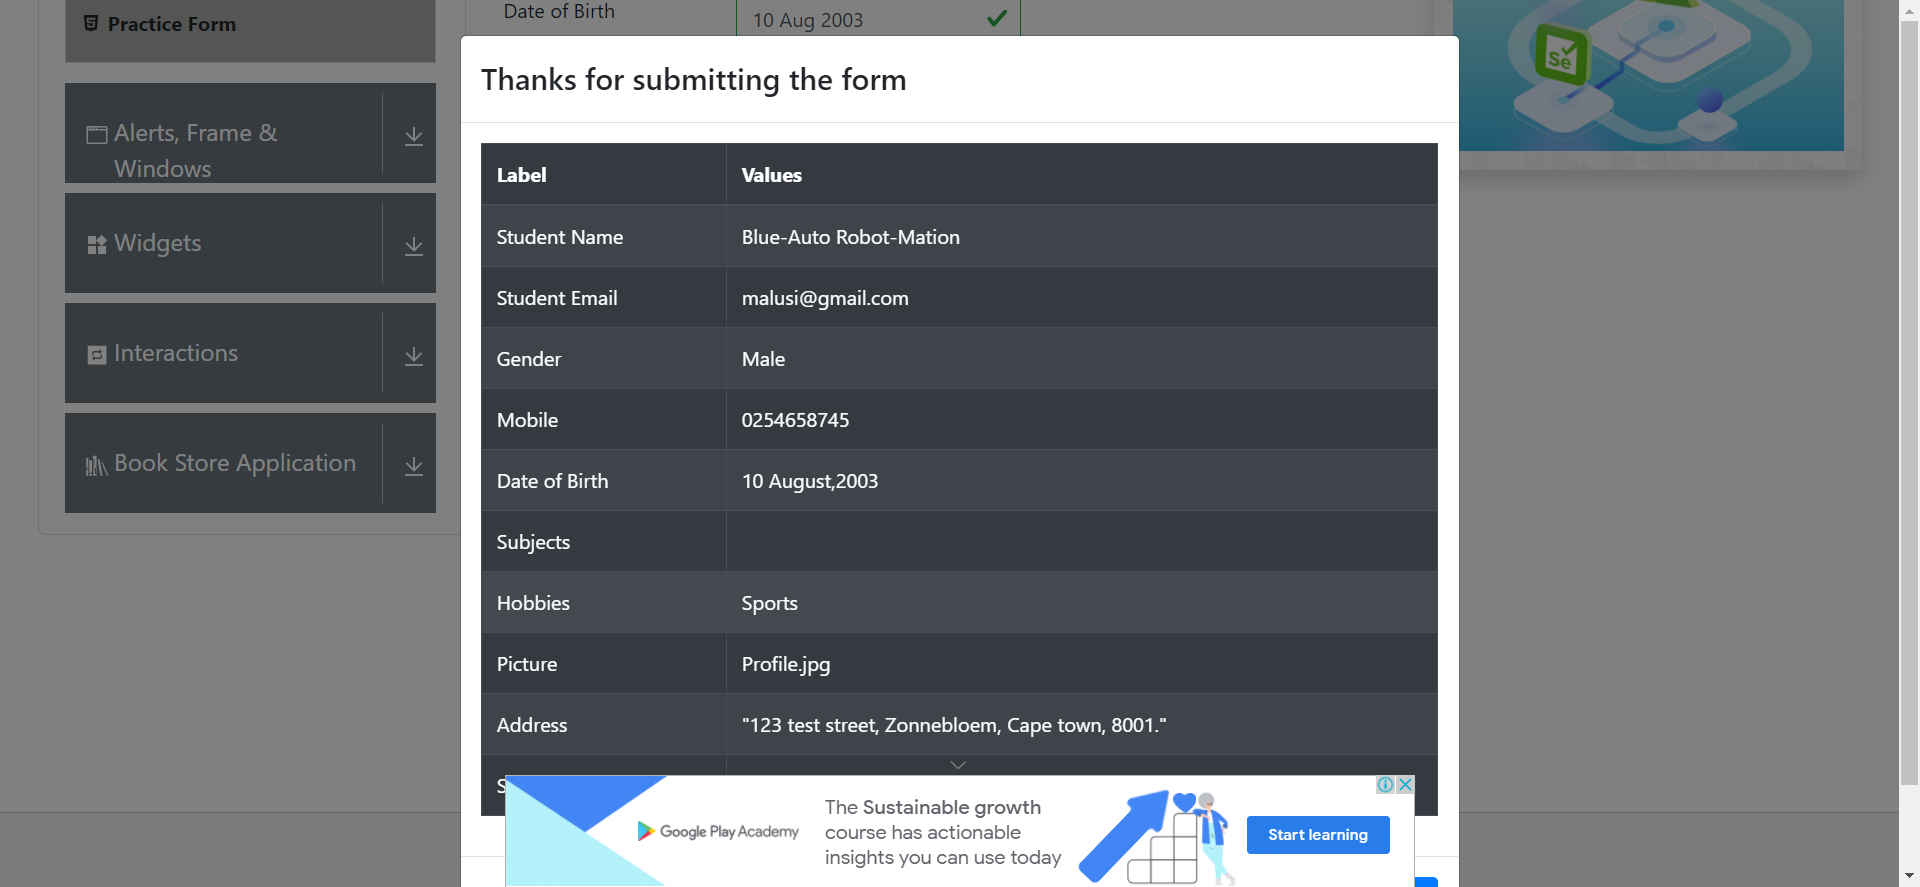 Practice Form
Alerts, Frame &
Windows
Widgets
Interactions
Book Store Application
Date of Birth
10 Aug 2003
Thanks for submitting the form
Label Values
Student Name Blue-Auto Robot-Mation
Student Email malusi@gmail.com
Gender Male
Mobile 0254658745
Date of Birth 10 August,2003
Subjects
Hobbies Sports
Picture Profile.jpg
Address "123 test street, Zonnebloem, Cape town, 8001."
Google Play Academy
The Sustainable growth
course has actionable
insights you can use today
Start learning
Se